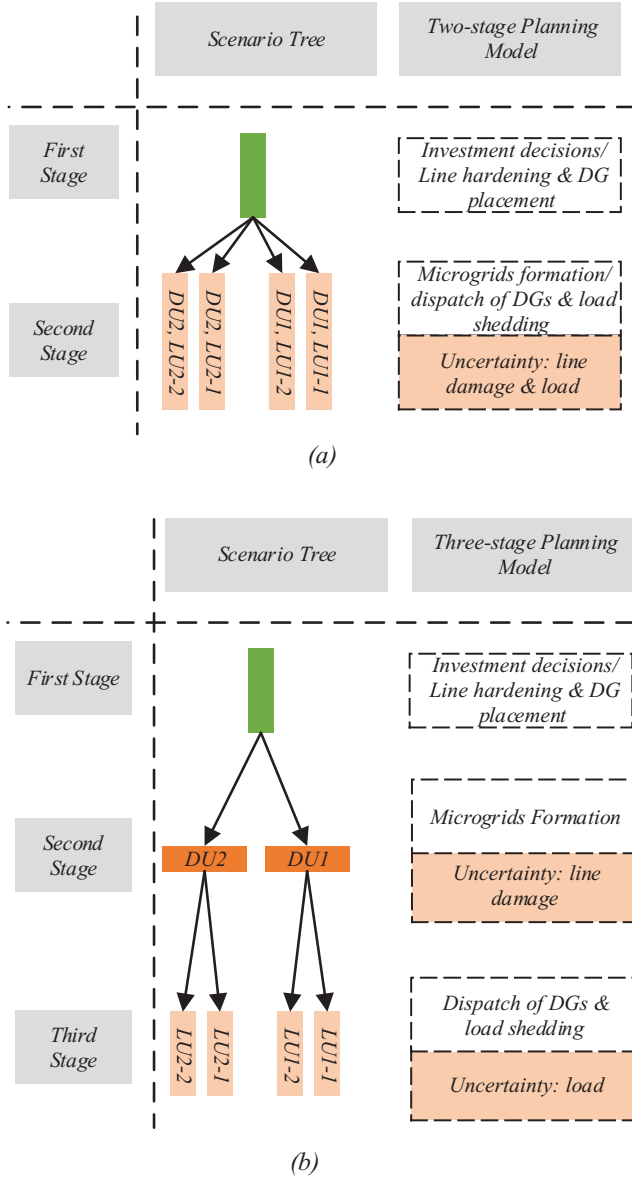 Scenario Tree
Two-stage Planning
Model
First
Stage
Investment decisions/
Line hardening & DG
placement
Second
Stage
DU2, LU2-2
DU2, LU2-1
DU1, LU1-2
DU1, LU1-1
Microgrids formation/
dispatch of DGs & load
shedding
Uncertainty: line
damage & load
(a)
Scenario Tree
Three-stage Planning
Model
First Stage
Investment decisions/
Line hardening & DG
placement
Second
Stage
DU2
DU1
Microgrids Formation
Uncertainty: line
damage
Third
Stage
LU2-2
LU2-1
LU1-2
LU1-1
Dispatch of DGs &
load shedding
Uncertainty: load
(b)